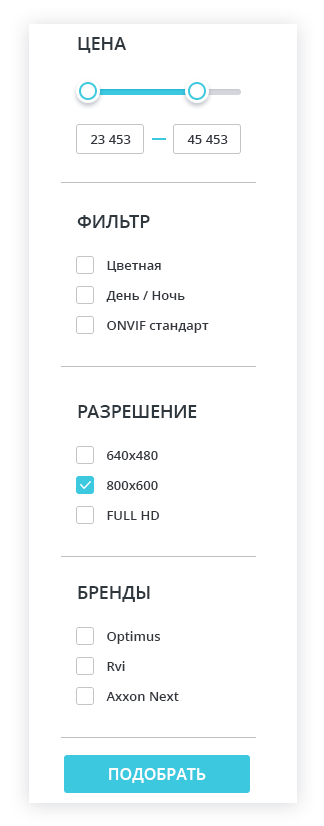 ЦЕНА
23 453 — 45 453
ФИЛЬТР
Цветная
День / Ночь
ONVIF стандарт
РАЗРЕШЕНИЕ
640x480
800x600
FULL HD
БРЕНДЫ
Optimus
Rvi
Axxon Next
ПОДОБРАТЬ